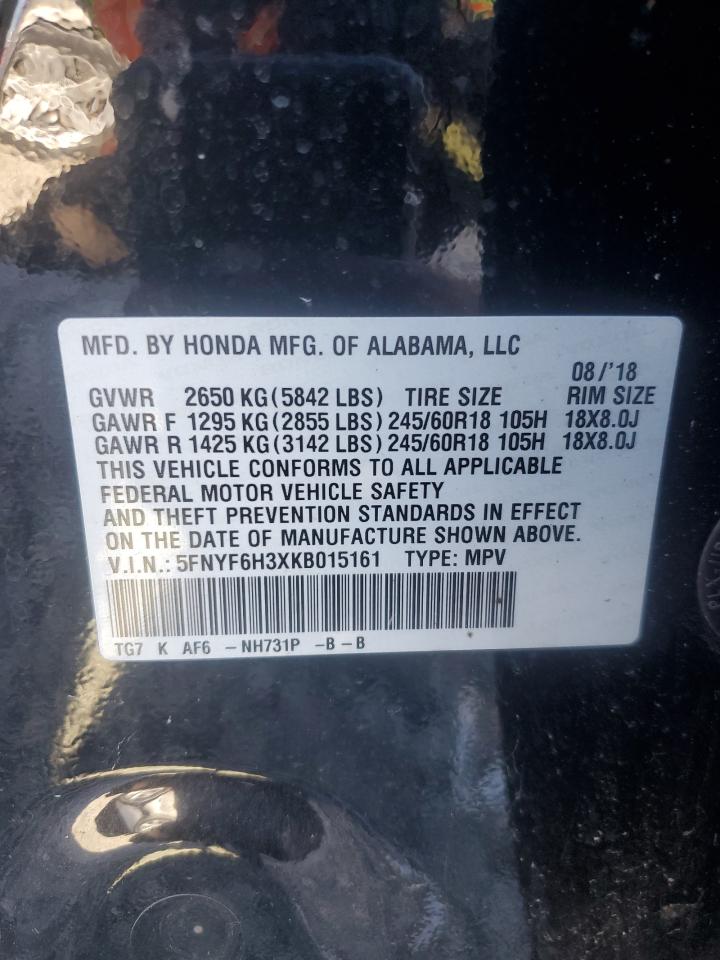 MFD. BY HONDA MFG. OF ALABAMA, LLC
08/'18
GVWR 2650 KG (5842 LBS) TIRE SIZE RIM SIZE
GAWR F 1295 KG (2855 LBS) 245/60R18 105H 18X8.0J
GAWR R 1425 KG (3142 LBS) 245/60R18 105H 18X8.0J
THIS VEHICLE CONFORMS TO ALL APPLICABLE
FEDERAL MOTOR VEHICLE SAFETY
AND THEFT PREVENTION STANDARDS IN EFFECT
ON THE DATE OF MANUFACTURE SHOWN ABOVE.
V.I.N.: 5FNYF6H3XKB015161 TYPE: MPV
TG7 K AF6 -NH731P -B-B